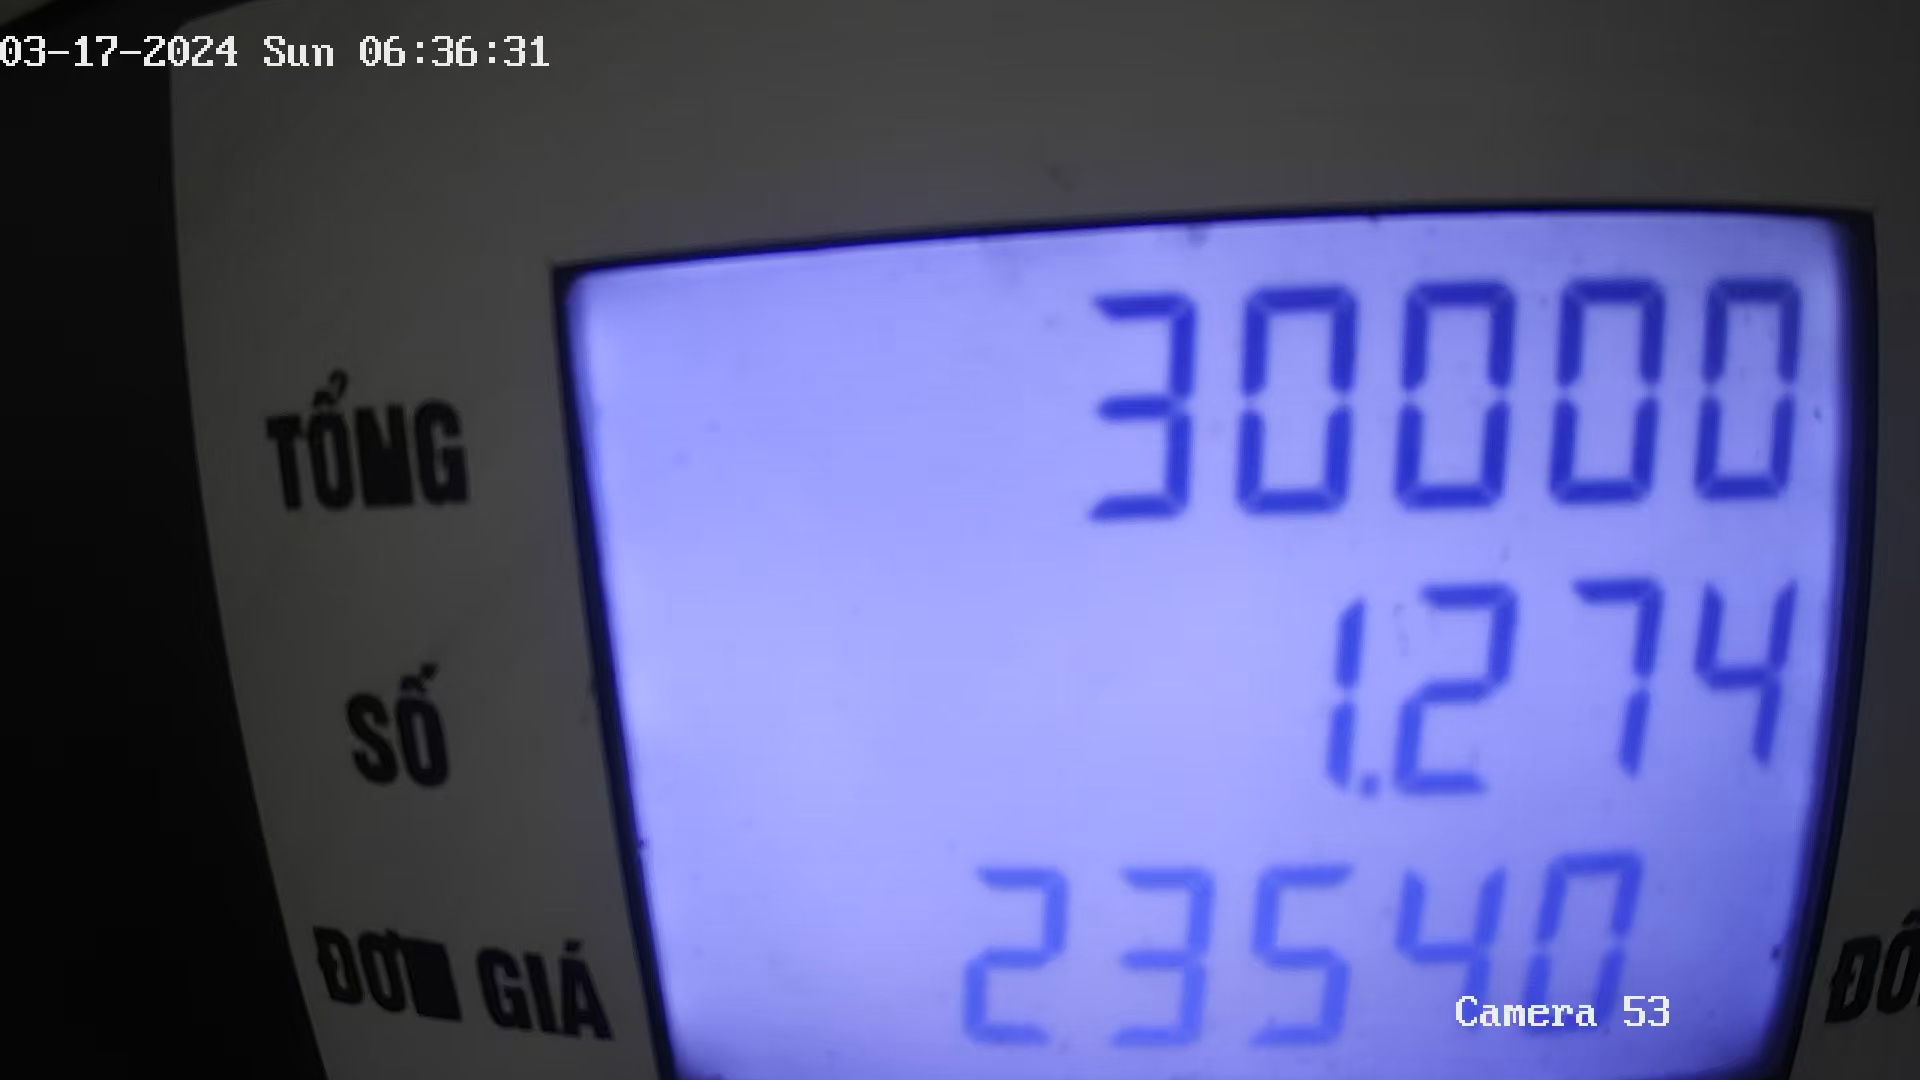 03-17-2024 Sun 06:36:31
TỔNG 30000
SỐ 1.274
ĐƠN GIÁ 23540
Camera 53